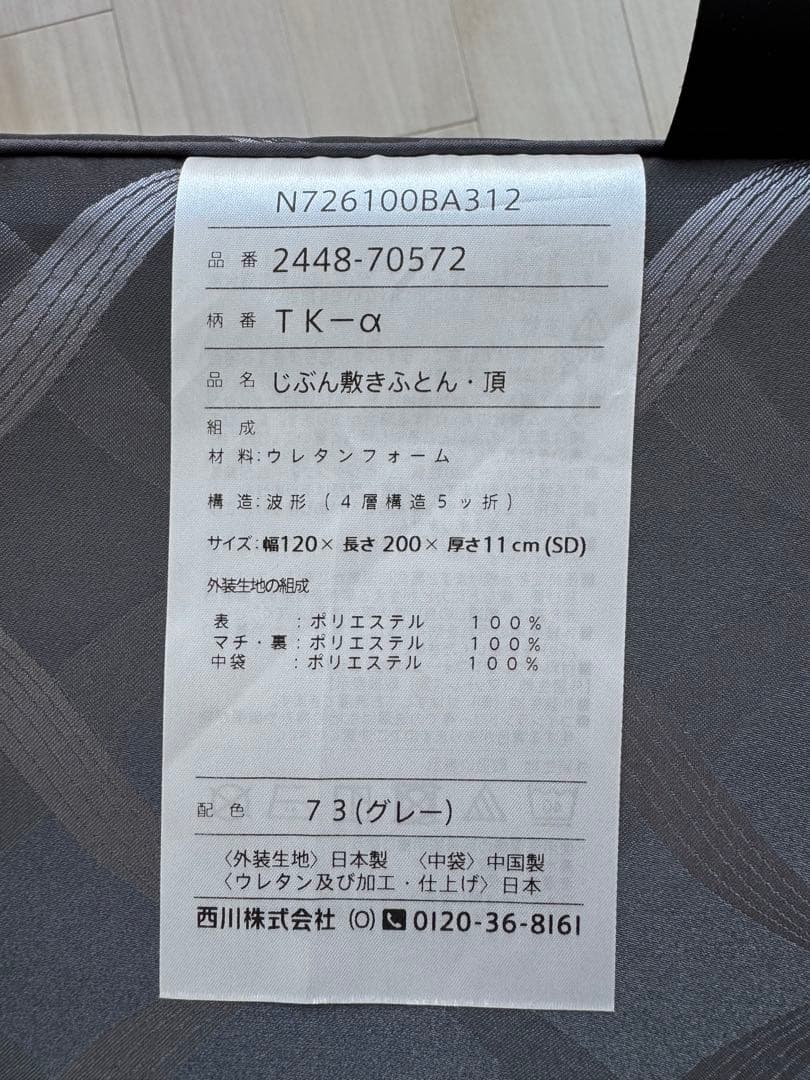 N726100BA312
品番 2448-70572
柄番 TK-α
品名 じぶん敷きふとん・頂
組成
材料:ウレタンフォーム
構造:波形(4層構造5ッ折)
サイズ:幅120×長さ200×厚さ11cm(SD)
外装生地の組成
表 :ポリエステル 100%
マチ・裏:ポリエステル 100%
中袋 :ポリエステル 100%
配色 73(グレー)
〈外装生地〉日本製 〈中袋〉中国製
〈ウレタン及び加工・仕上げ〉日本
西川株式会社 (O) 0120-36-8161